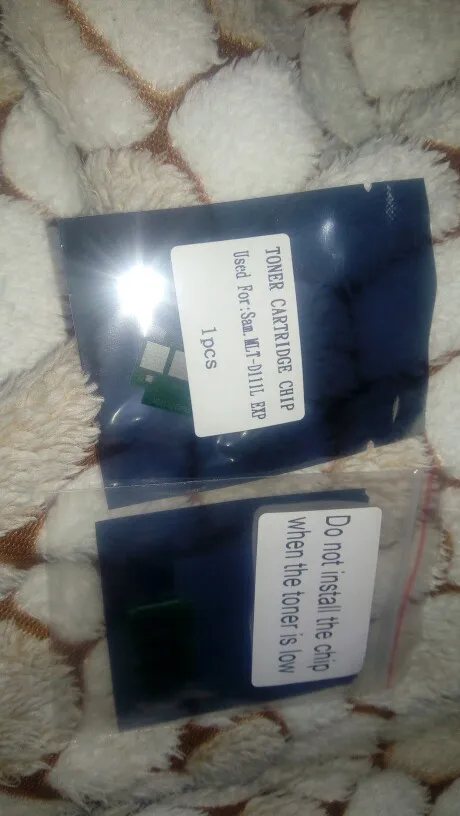 TONER CARTRIDGE CHIP
Used For:Sam.MLT-D111L EXP
1pcs
Do not install the chip
when the toner is low